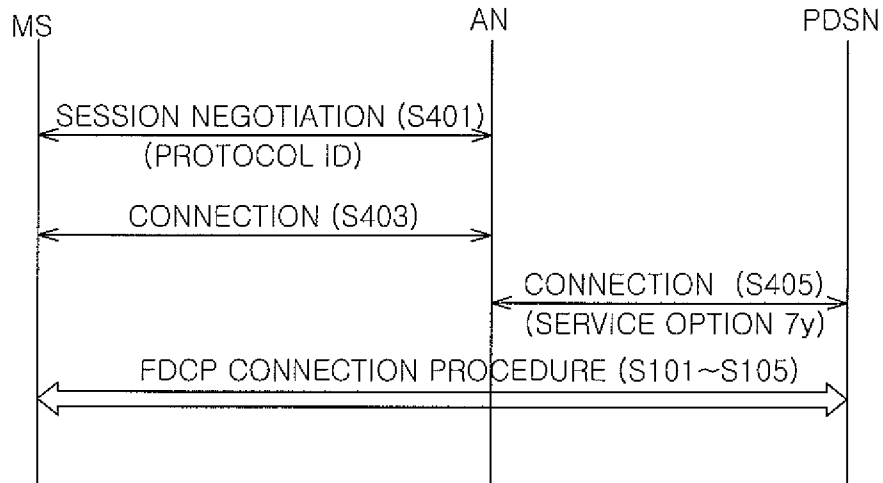 MS
AN
PDSN
SESSION NEGOTIATION (S401)
(PROTOCOL ID)
CONNECTION (S403)
CONNECTION (S405)
(SERVICE OPTION 7y)
FDCP CONNECTION PROCEDURE (S101~S105)